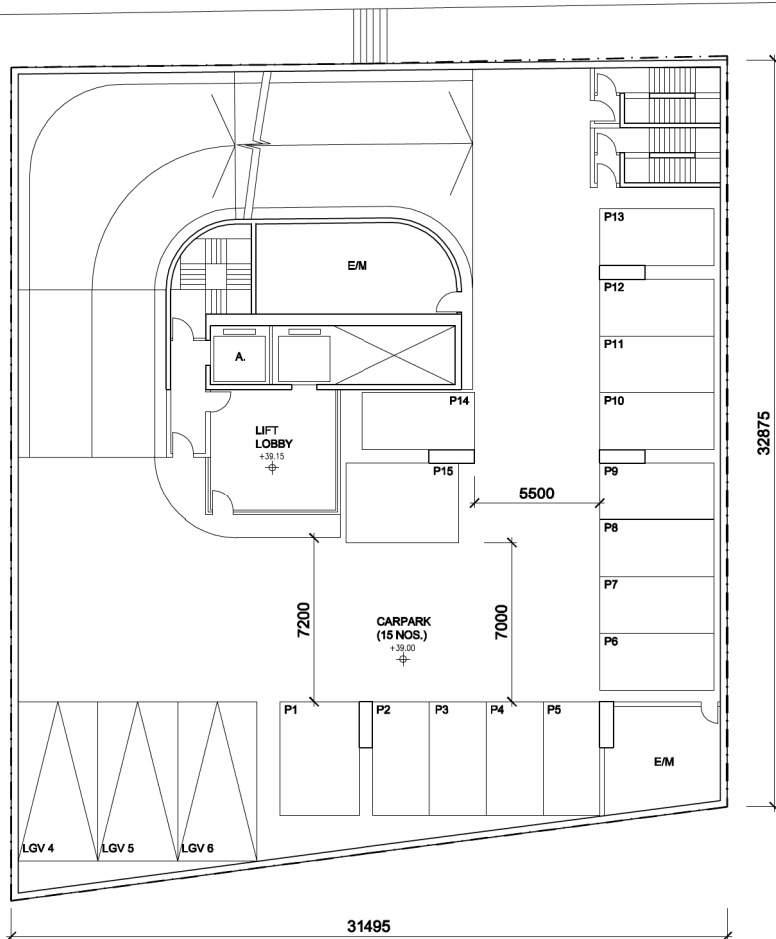 P13
E/M
P12
32875
A.
P11
P14
P10
LIFT
LOBBY
+39.15
P15
P9
5500
P8
P7
7200
CARPARK
(15 NOS.)
+39.00
7000
P6
P1
P2
P3
P4
P5
E/M
LGV 4
LGV 5
LGV 6
31495